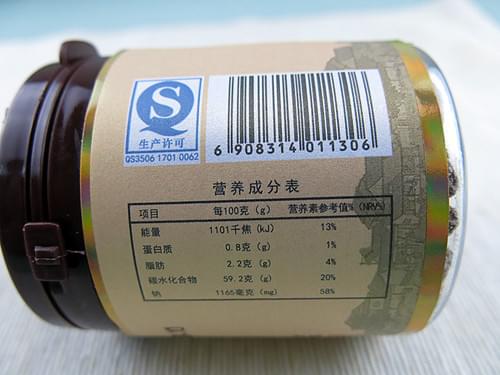 S
生产许可
QS3506 1701 0062
6 908314 011306
营养成分表
项目 每100克 (g) 营养素参考值% (NRV%)
能量 1101千焦 (kJ) 13%
蛋白质 0.8克 (g) 1%
脂肪 2.2克 (g) 4%
碳水化合物 59.2克 (g) 20%
钠 1165毫克 (mg) 58%